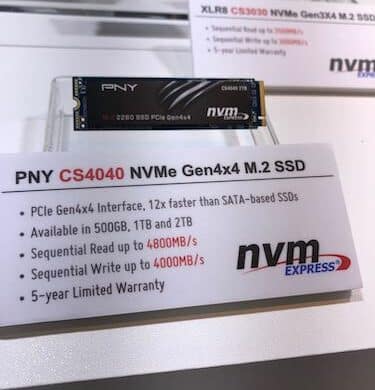 XLR8 CS3030 NVMe Gen3X4 M.2 SSD
• Sequential Read up to 3500MB/s
• Sequential Write up to 3000MB/s
• 5-year Limited Warranty
nvm
EXPRESS
PNY
CS4040 2TB
M.2 2280 SSD PCIe Gen4x4
nvm
EXPRESS
PNY CS4040 NVMe Gen4x4 M.2 SSD
• PCIe Gen4x4 Interface, 12x faster than SATA-based SSDs
• Available in 500GB, 1TB and 2TB
• Sequential Read up to 4800MB/s
• Sequential Write up to 4000MB/s
• 5-year Limited Warranty
nvm
EXPRESS®